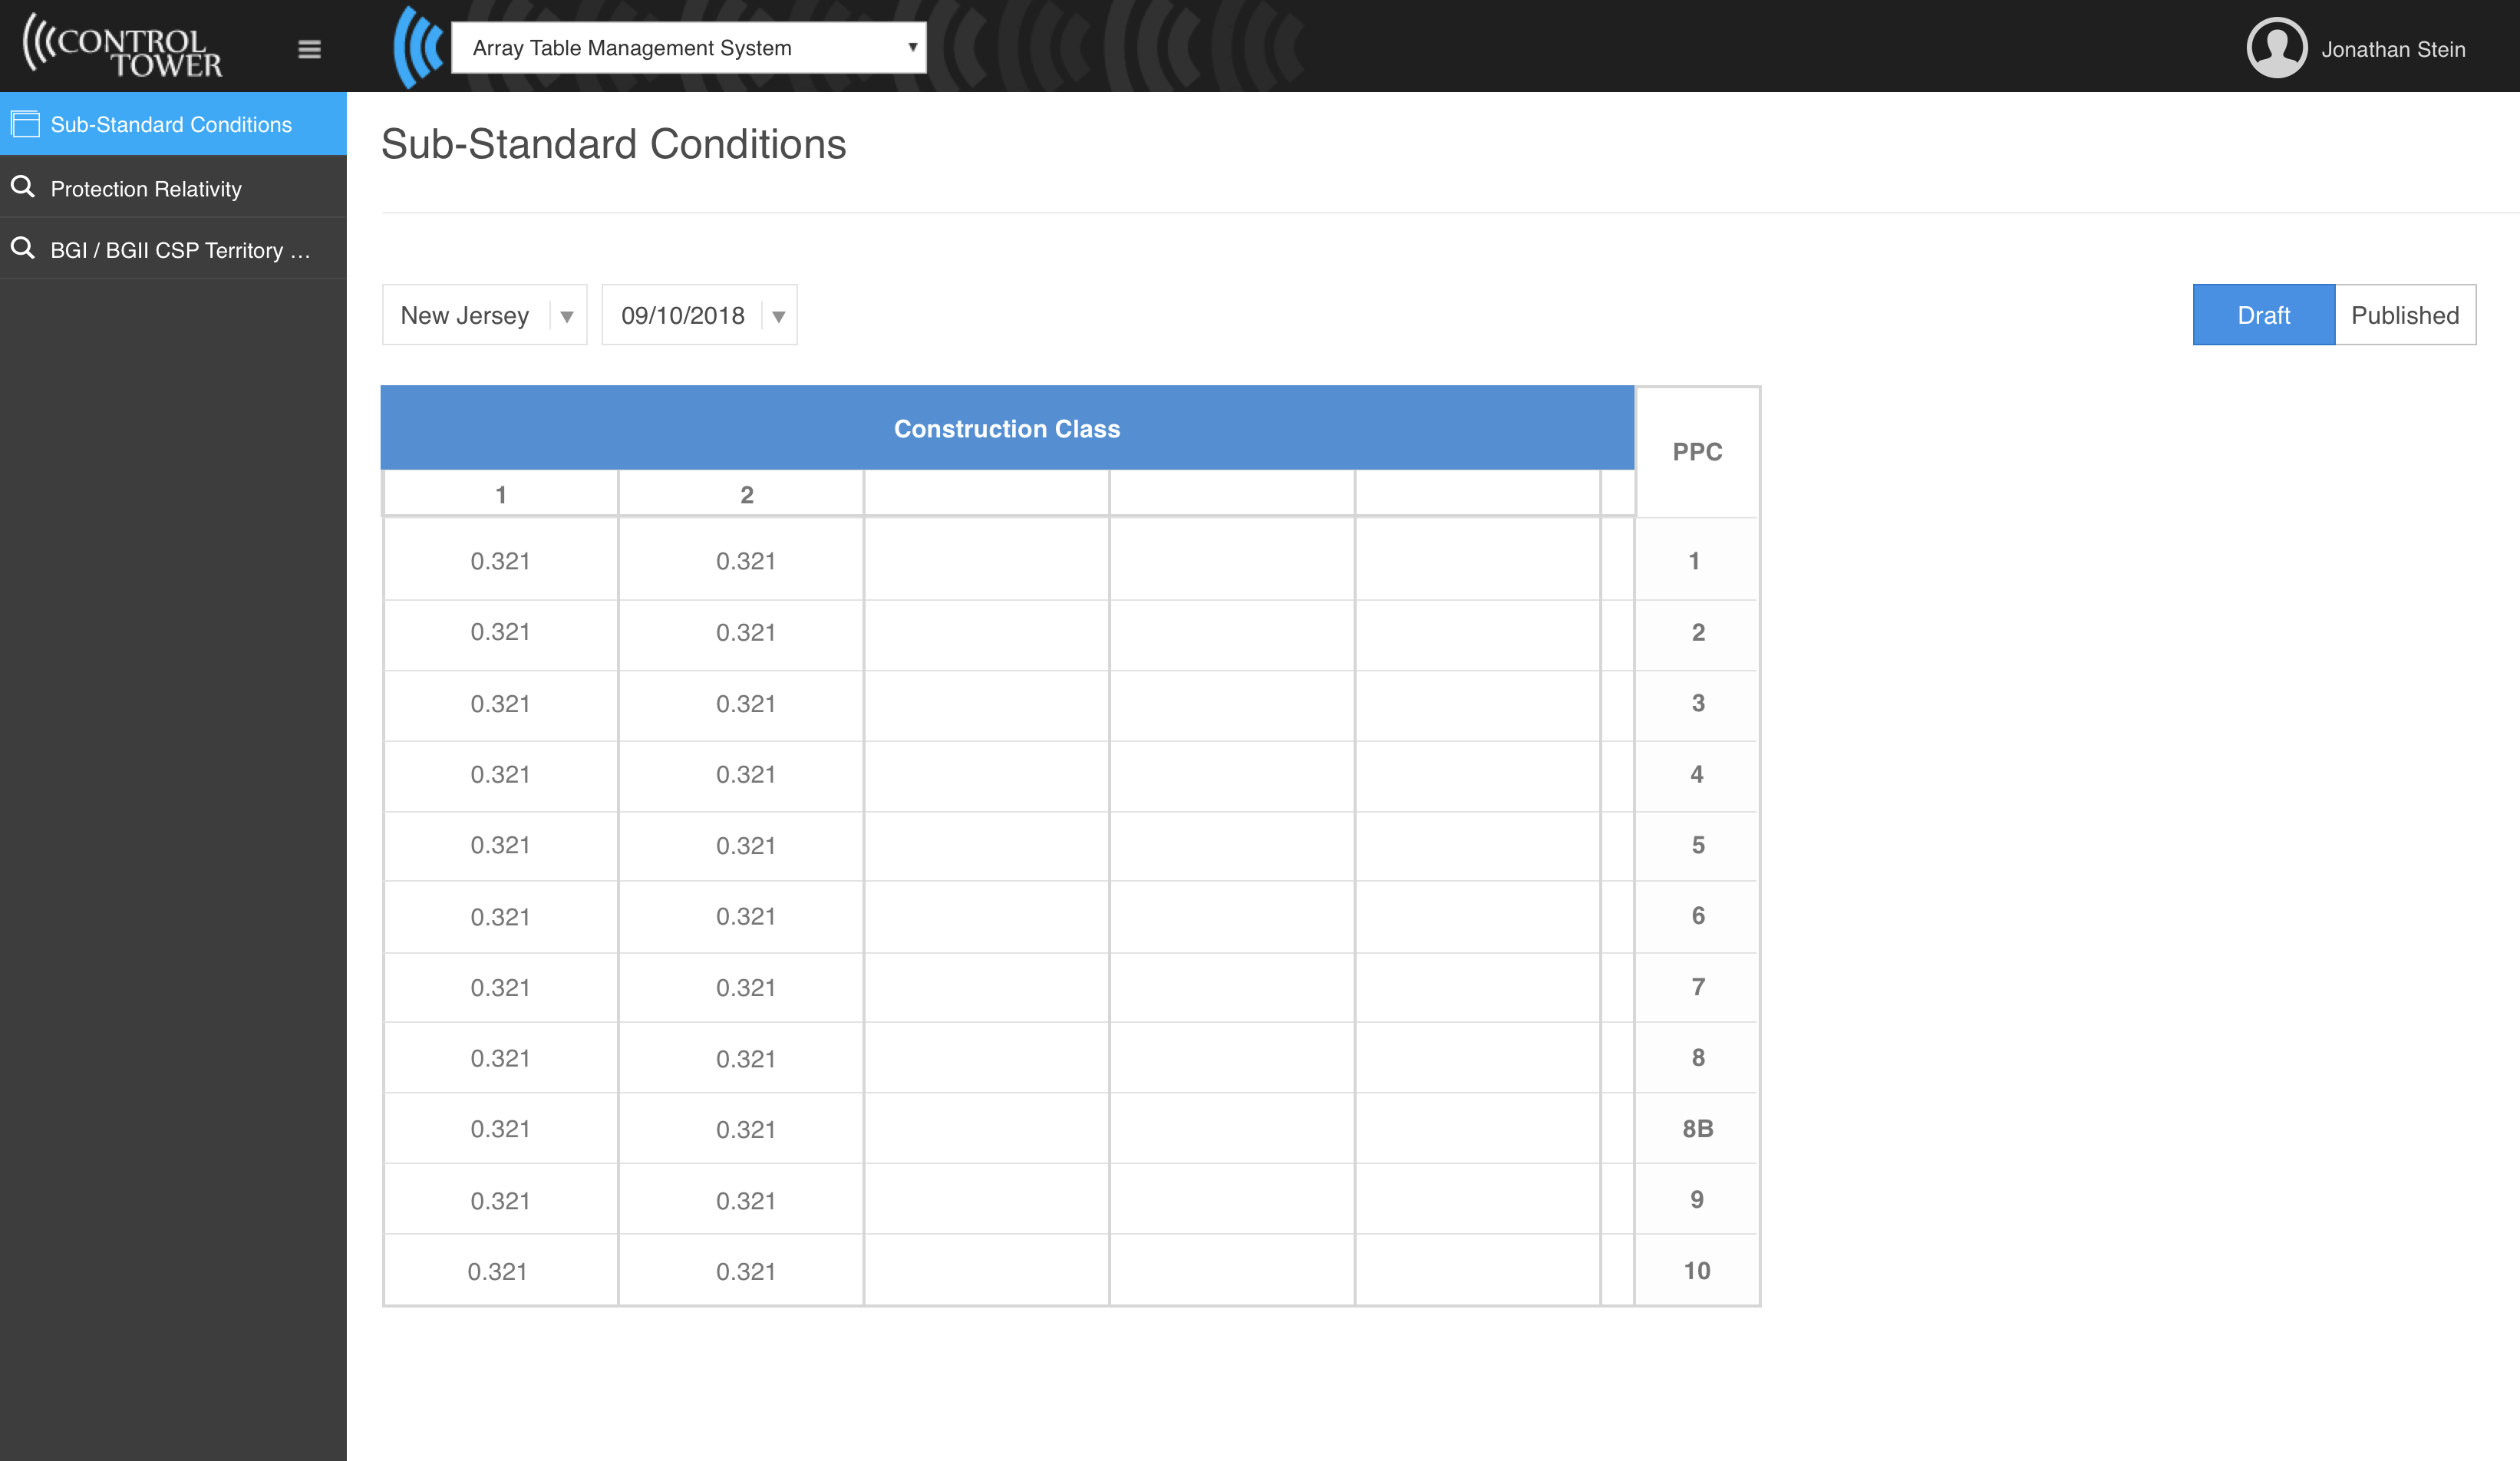 CONTROL
TOWER
Array Table Management System
Jonathan Stein
Sub-Standard Conditions
Protection Relativity
BGI / BGII CSP Territory ...
Sub-Standard Conditions
New Jersey
09/10/2018
Draft
Published
Construction Class
PPC
1 2
0.321 0.321 1
0.321 0.321 2
0.321 0.321 3
0.321 0.321 4
0.321 0.321 5
0.321 0.321 6
0.321 0.321 7
0.321 0.321 8
0.321 0.321 8B
0.321 0.321 9
0.321 0.321 10